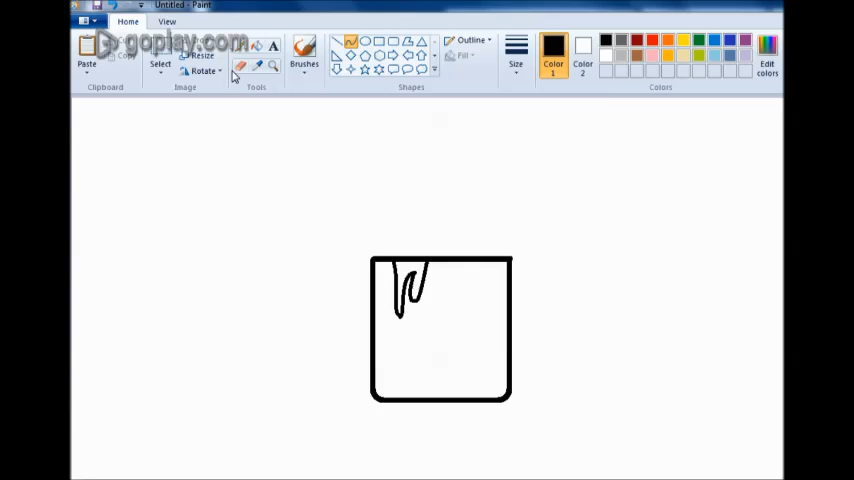 Untitled - Paint
Home View
goplay.com
Copy
Resize
Paste Select Rotate Brushes Outline Fill Size Color 1 Color 2 Edit colors
Clipboard Image Tools Shapes Colors